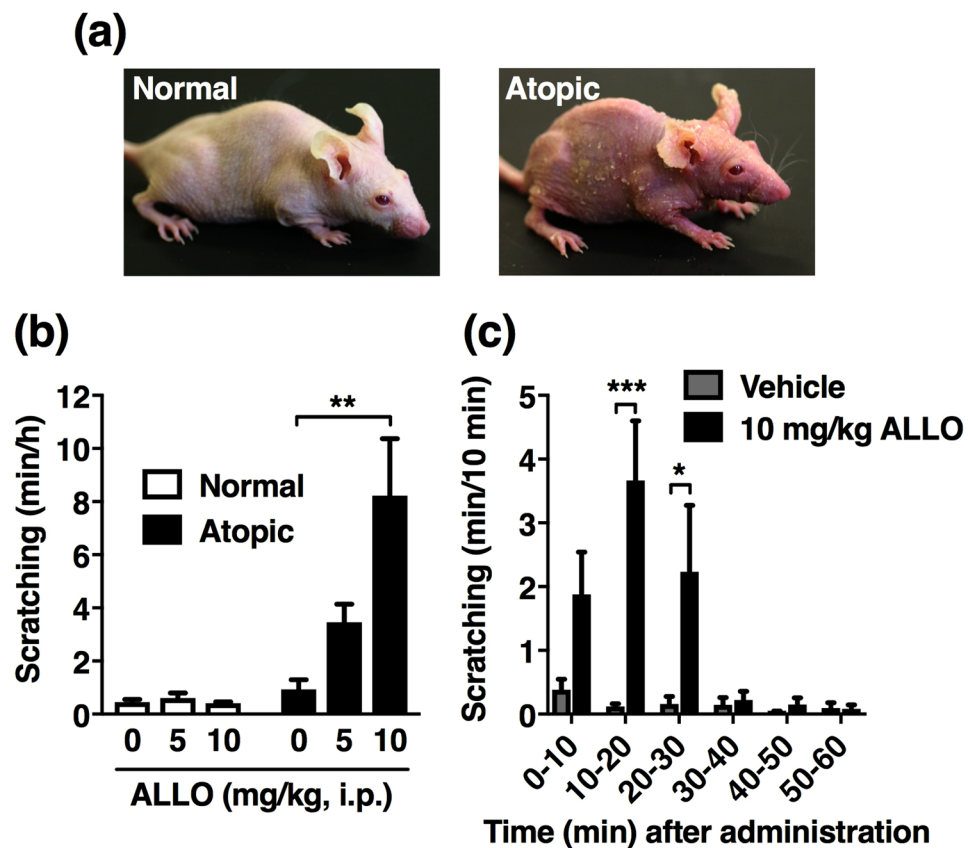 (a)
Normal
Atopic
(b)
Scratching (min/h)
12
10
8
6
4
2
0
**
Normal
Atopic
0 5 10 0 5 10
ALLO (mg/kg, i.p.)
(c)
Scratching (min/10 min)
5
4
3
2
1
0
***
*
Vehicle
10 mg/kg ALLO
0-10
10-20
20-30
30-40
40-50
50-60
Time (min) after administration